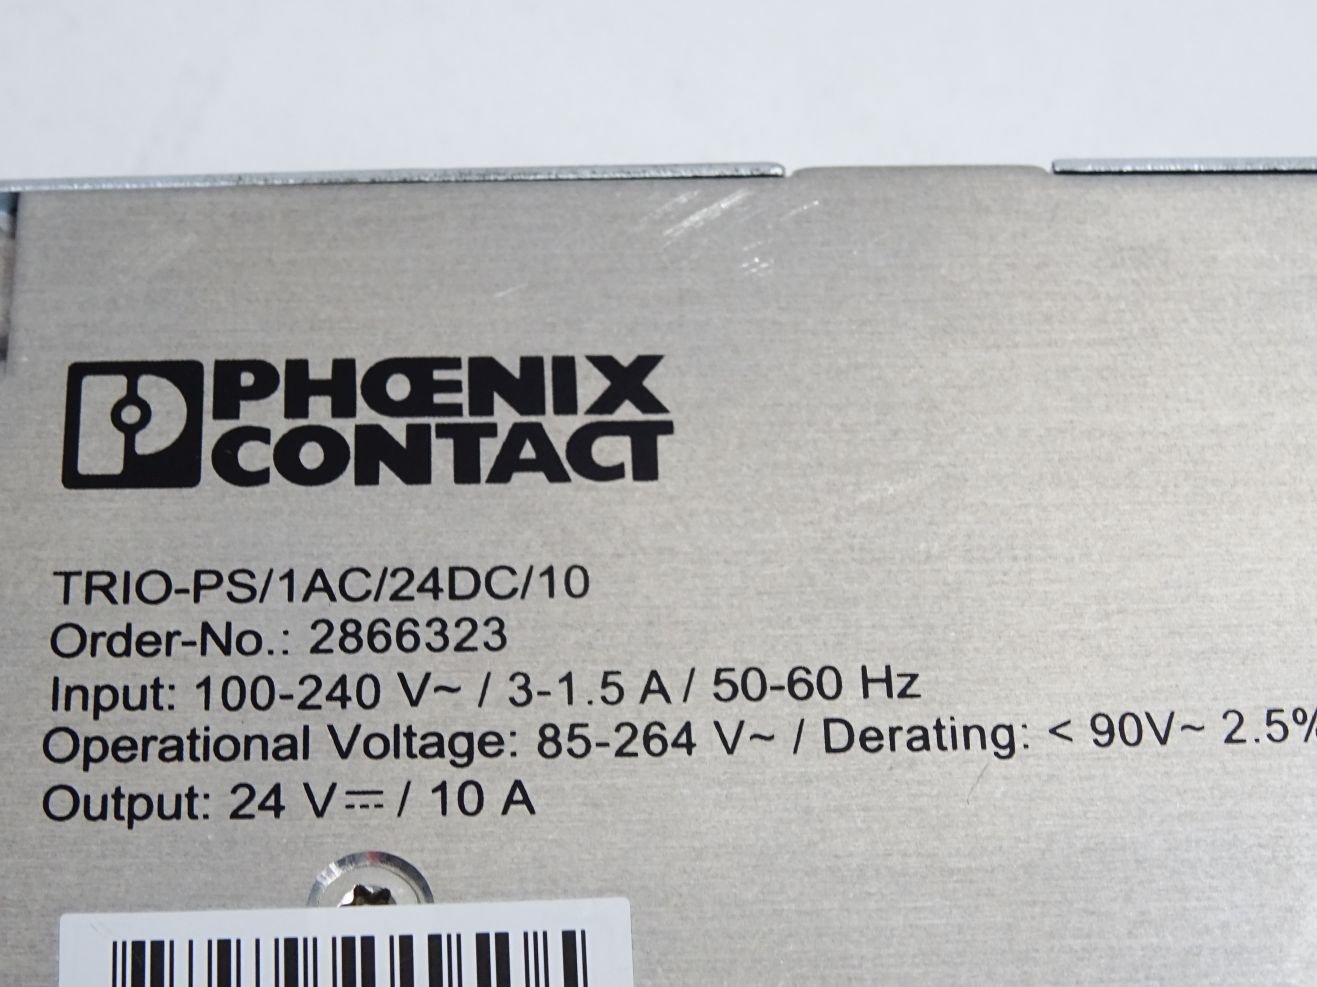 PHŒNIX
CONTACT
TRIO-PS/1AC/24DC/10
Order-No.: 2866323
Input: 100-240 V~ / 3-1.5 A / 50-60 Hz
Operational Voltage: 85-264 V~ / Derating: < 90V~ 2.5%
Output: 24 V⎓ / 10 A